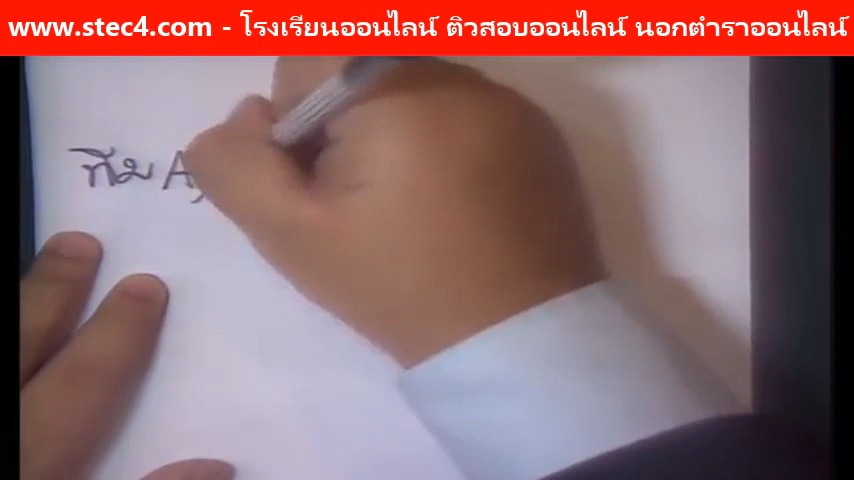 www.stec4.com - โรงเรียนออนไลน์ ติวสอบออนไลน์ นอกตำราออนไลน์
ทีม A,